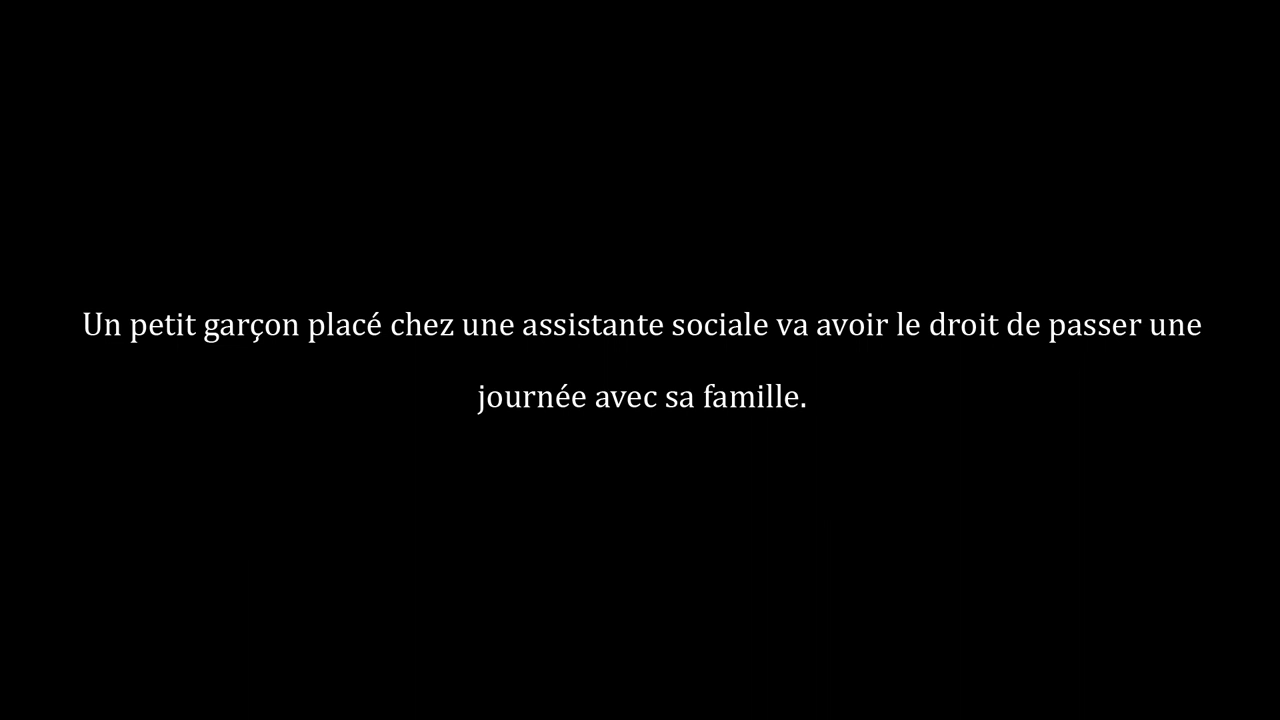 Un petit garçon placé chez une assistante sociale va avoir le droit de passer une
journée avec sa famille.